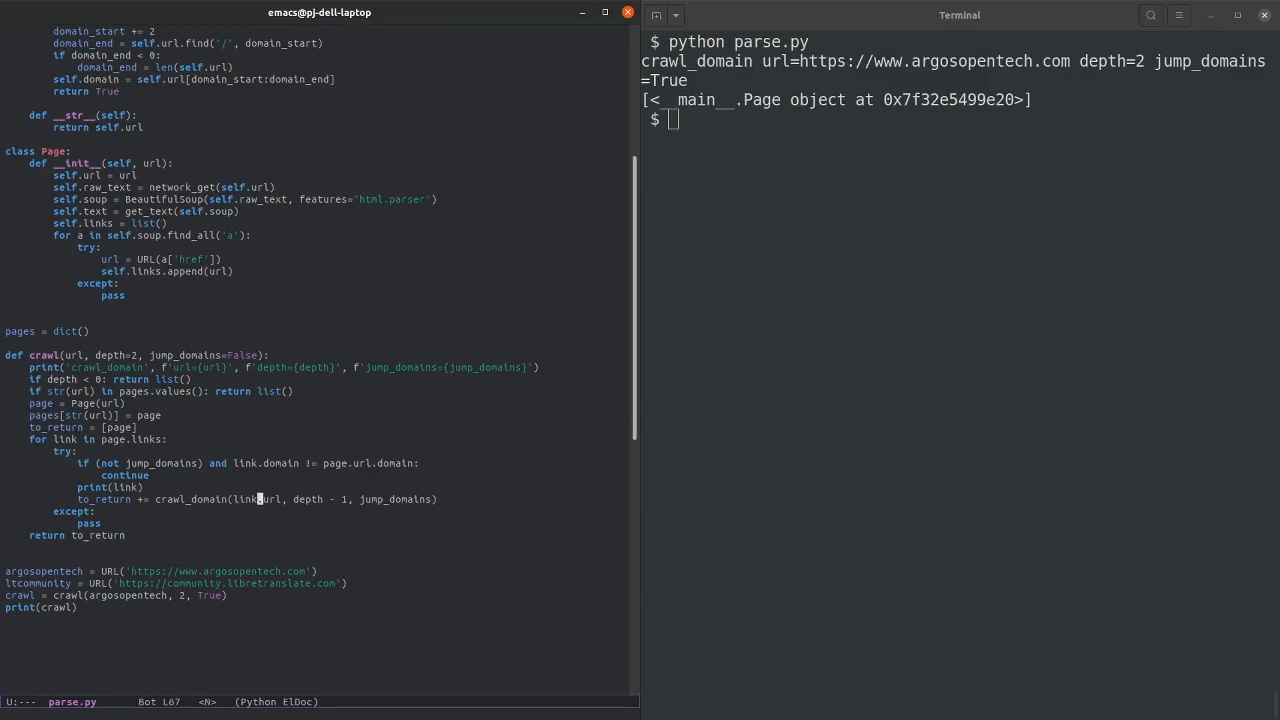 emacs@pj-dell-laptop
domain_start += 2
domain_end = self.url.find('/', domain_start)
if domain_end < 0:
domain_end = len(self.url)
self.domain = self.url[domain_start:domain_end]
return True
def __str__(self):
return self.url
class Page:
def __init__(self, url):
self.url = url
self.raw_text = network_get(self.url)
self.soup = BeautifulSoup(self.raw_text, features="html.parser")
self.text = get_text(self.soup)
self.links = list()
for a in self.soup.find_all('a'):
try:
url = URL(a['href'])
self.links.append(url)
except:
pass
pages = dict()
def crawl(url, depth=2, jump_domains=False):
print('crawl_domain', f'url={url}', f'depth={depth}', f'jump_domains={jump_domains}')
if depth < 0: return list()
if str(url) in pages.values(): return list()
page = Page(url)
pages[str(url)] = page
to_return = [page]
for link in page.links:
try:
if (not jump_domains) and link.domain != page.url.domain:
continue
print(link)
to_return += crawl_domain(link.url, depth - 1, jump_domains)
except:
pass
return to_return
argosopentech = URL('https://www.argosopentech.com')
ltcommunity = URL('https://community.libretranslate.com')
crawl = crawl(argosopentech, 2, True)
print(crawl)
U:--- parse.py Bot L67 <N> (Python ElDoc)
Terminal
$ python parse.py
crawl_domain url=https://www.argosopentech.com depth=2 jump_domains
=True
[<__main__.Page object at 0x7f32e5499e20>]
$